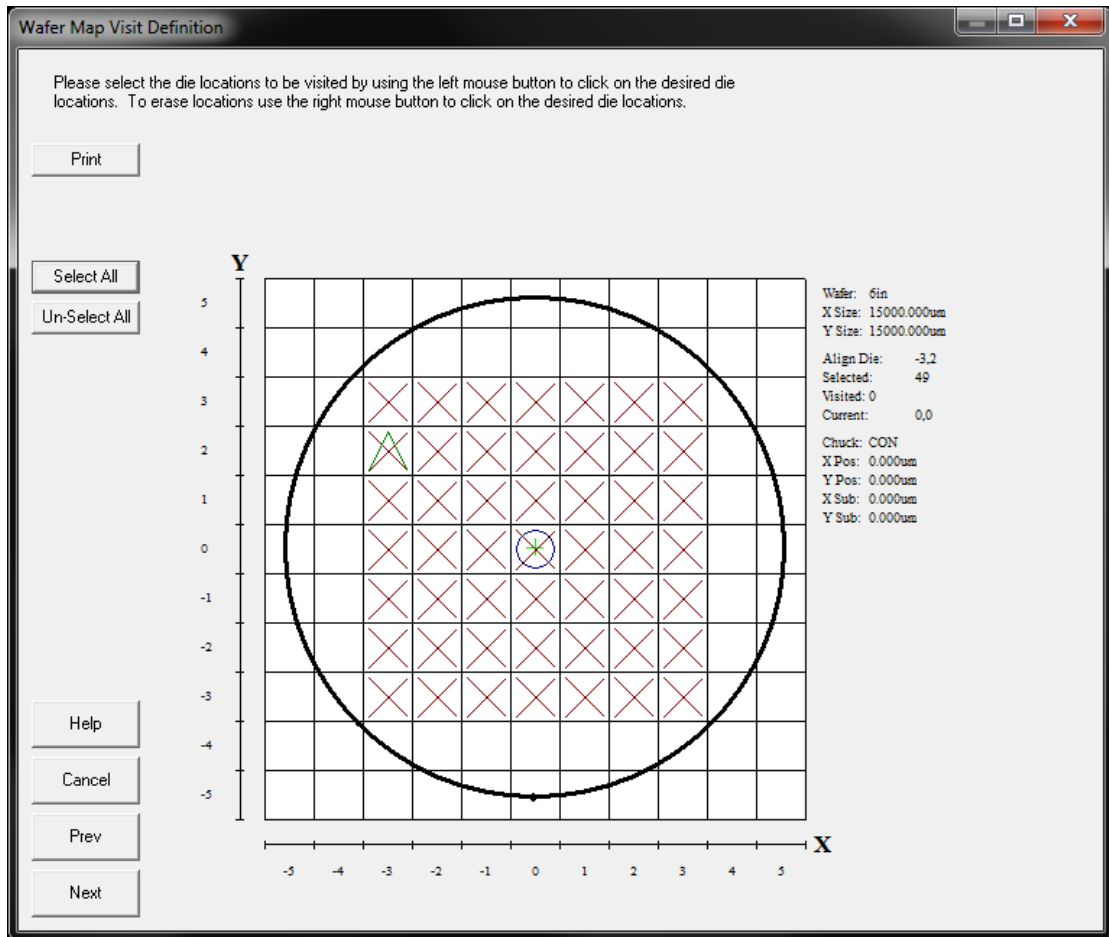 Wafer Map Visit Definition
Please select the die locations to be visited by using the left mouse button to click on the desired die
locations.  To erase locations use the right mouse button to click on the desired die locations.
Print
Select All
Un-Select All
Y
5
4
3
2
1
0
-1
-2
-3
-4
-5
Wafer: 6in
X Size: 15000.000um
Y Size: 15000.000um
Align Die: -3,2
Selected: 49
Visited: 0
Current: 0,0
Chuck: CON
X Pos: 0.000um
Y Pos: 0.000um
X Sub: 0.000um
Y Sub: 0.000um
Help
Cancel
Prev
Next
X
-5 -4 -3 -2 -1 0 1 2 3 4 5